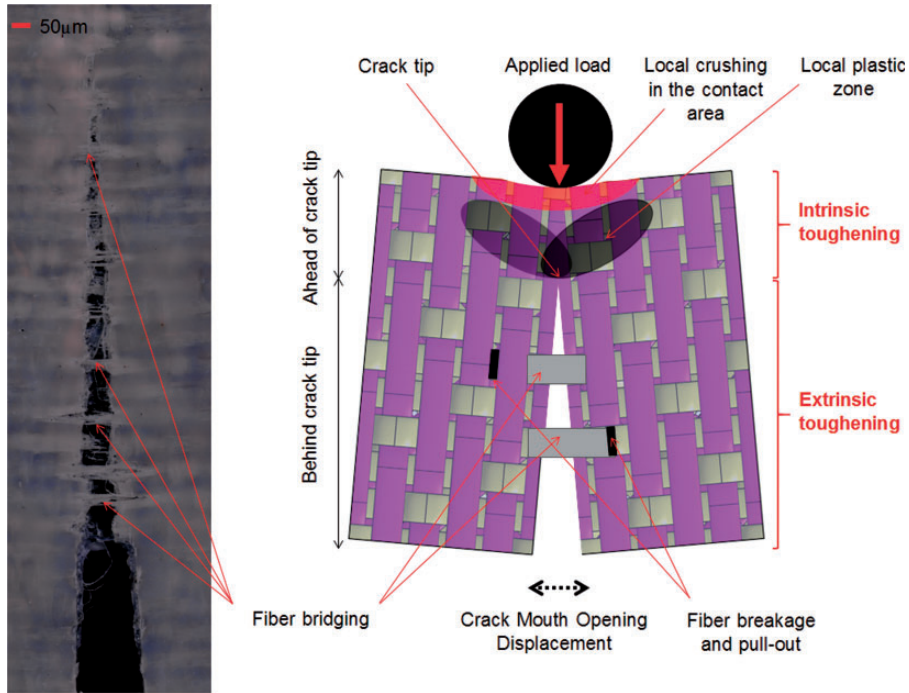 50μm
Crack tip
Applied load
Local crushing
in the contact
area
Local plastic
zone
Ahead of crack tip
Behind crack tip
Intrinsic
toughening
Extrinsic
toughening
Fiber bridging
Crack Mouth Opening
Displacement
Fiber breakage
and pull-out